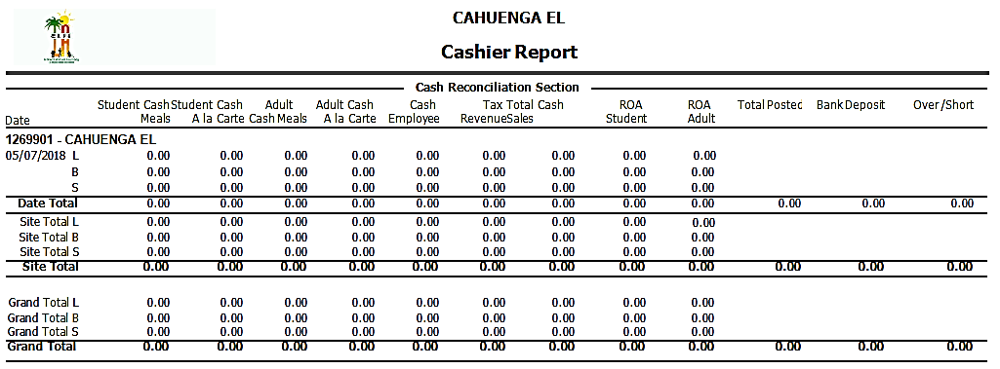 CAFE
LA
CAHUENGA EL
Cashier Report
Cash Reconciliation Section
Student Cash Student Cash Adult Adult Cash Cash Tax Total Cash ROA ROA Total Posted Bank Deposit Over/Short
Date Meals A la Carte Cash Meals A la Carte Employee Revenue Sales Student Adult
1269901 - CAHUENGA EL
05/07/2018 L 0.00 0.00 0.00 0.00 0.00 0.00 0.00 0.00 0.00
B 0.00 0.00 0.00 0.00 0.00 0.00 0.00 0.00 0.00
S 0.00 0.00 0.00 0.00 0.00 0.00 0.00 0.00 0.00
Date Total 0.00 0.00 0.00 0.00 0.00 0.00 0.00 0.00 0.00 0.00 0.00 0.00
Site Total L 0.00 0.00 0.00 0.00 0.00 0.00 0.00 0.00 0.00
Site Total B 0.00 0.00 0.00 0.00 0.00 0.00 0.00 0.00 0.00
Site Total S 0.00 0.00 0.00 0.00 0.00 0.00 0.00 0.00 0.00
Site Total 0.00 0.00 0.00 0.00 0.00 0.00 0.00 0.00 0.00 0.00 0.00 0.00
Grand Total L 0.00 0.00 0.00 0.00 0.00 0.00 0.00 0.00 0.00
Grand Total B 0.00 0.00 0.00 0.00 0.00 0.00 0.00 0.00 0.00
Grand Total S 0.00 0.00 0.00 0.00 0.00 0.00 0.00 0.00 0.00
Grand Total 0.00 0.00 0.00 0.00 0.00 0.00 0.00 0.00 0.00 0.00 0.00 0.00